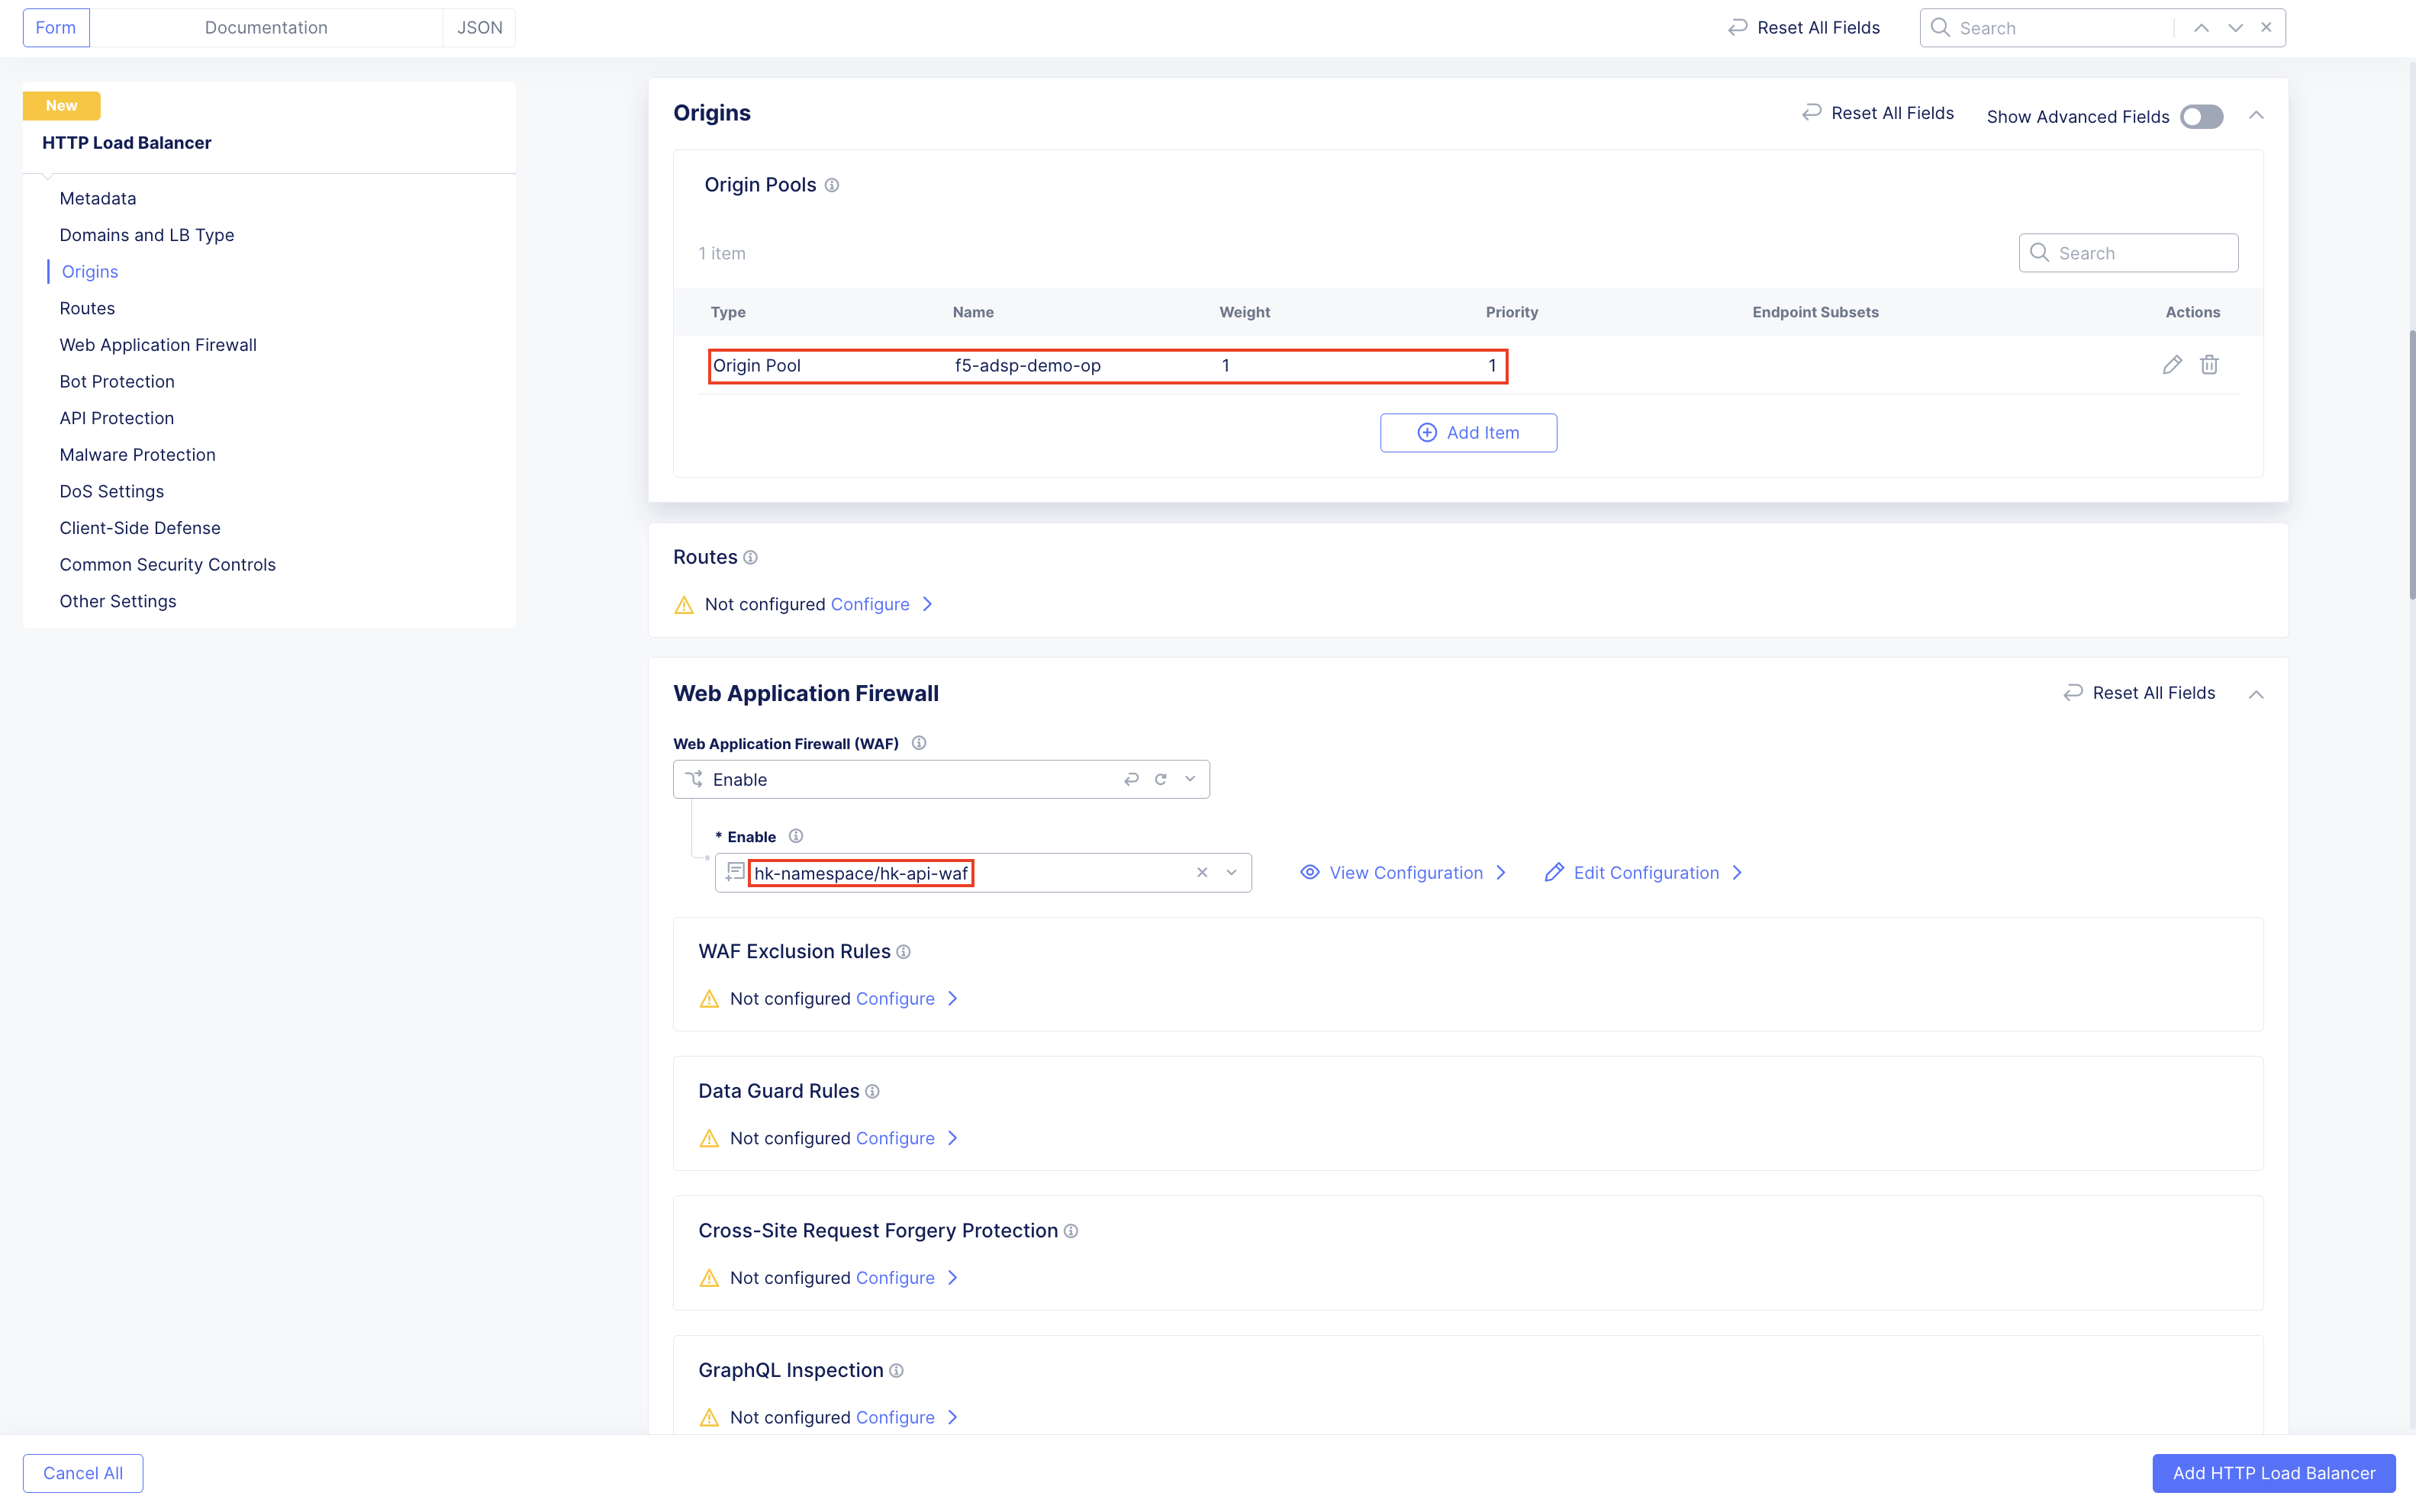 Form Documentation JSON
Reset All Fields Search
New
HTTP Load Balancer
Metadata
Domains and LB Type
Origins
Routes
Web Application Firewall
Bot Protection
API Protection
Malware Protection
DoS Settings
Client-Side Defense
Common Security Controls
Other Settings
Origins
Reset All Fields Show Advanced Fields
Origin Pools
1 item
Search
Type Name Weight Priority Endpoint Subsets Actions
Origin Pool f5-adsp-demo-op 1 1
Add Item
Routes
Not configured Configure
Web Application Firewall
Reset All Fields
Web Application Firewall (WAF)
Enable
* Enable
hk-namespace/hk-api-waf
View Configuration Edit Configuration
WAF Exclusion Rules
Not configured Configure
Data Guard Rules
Not configured Configure
Cross-Site Request Forgery Protection
Not configured Configure
GraphQL Inspection
Not configured Configure
Cancel All
Add HTTP Load Balancer